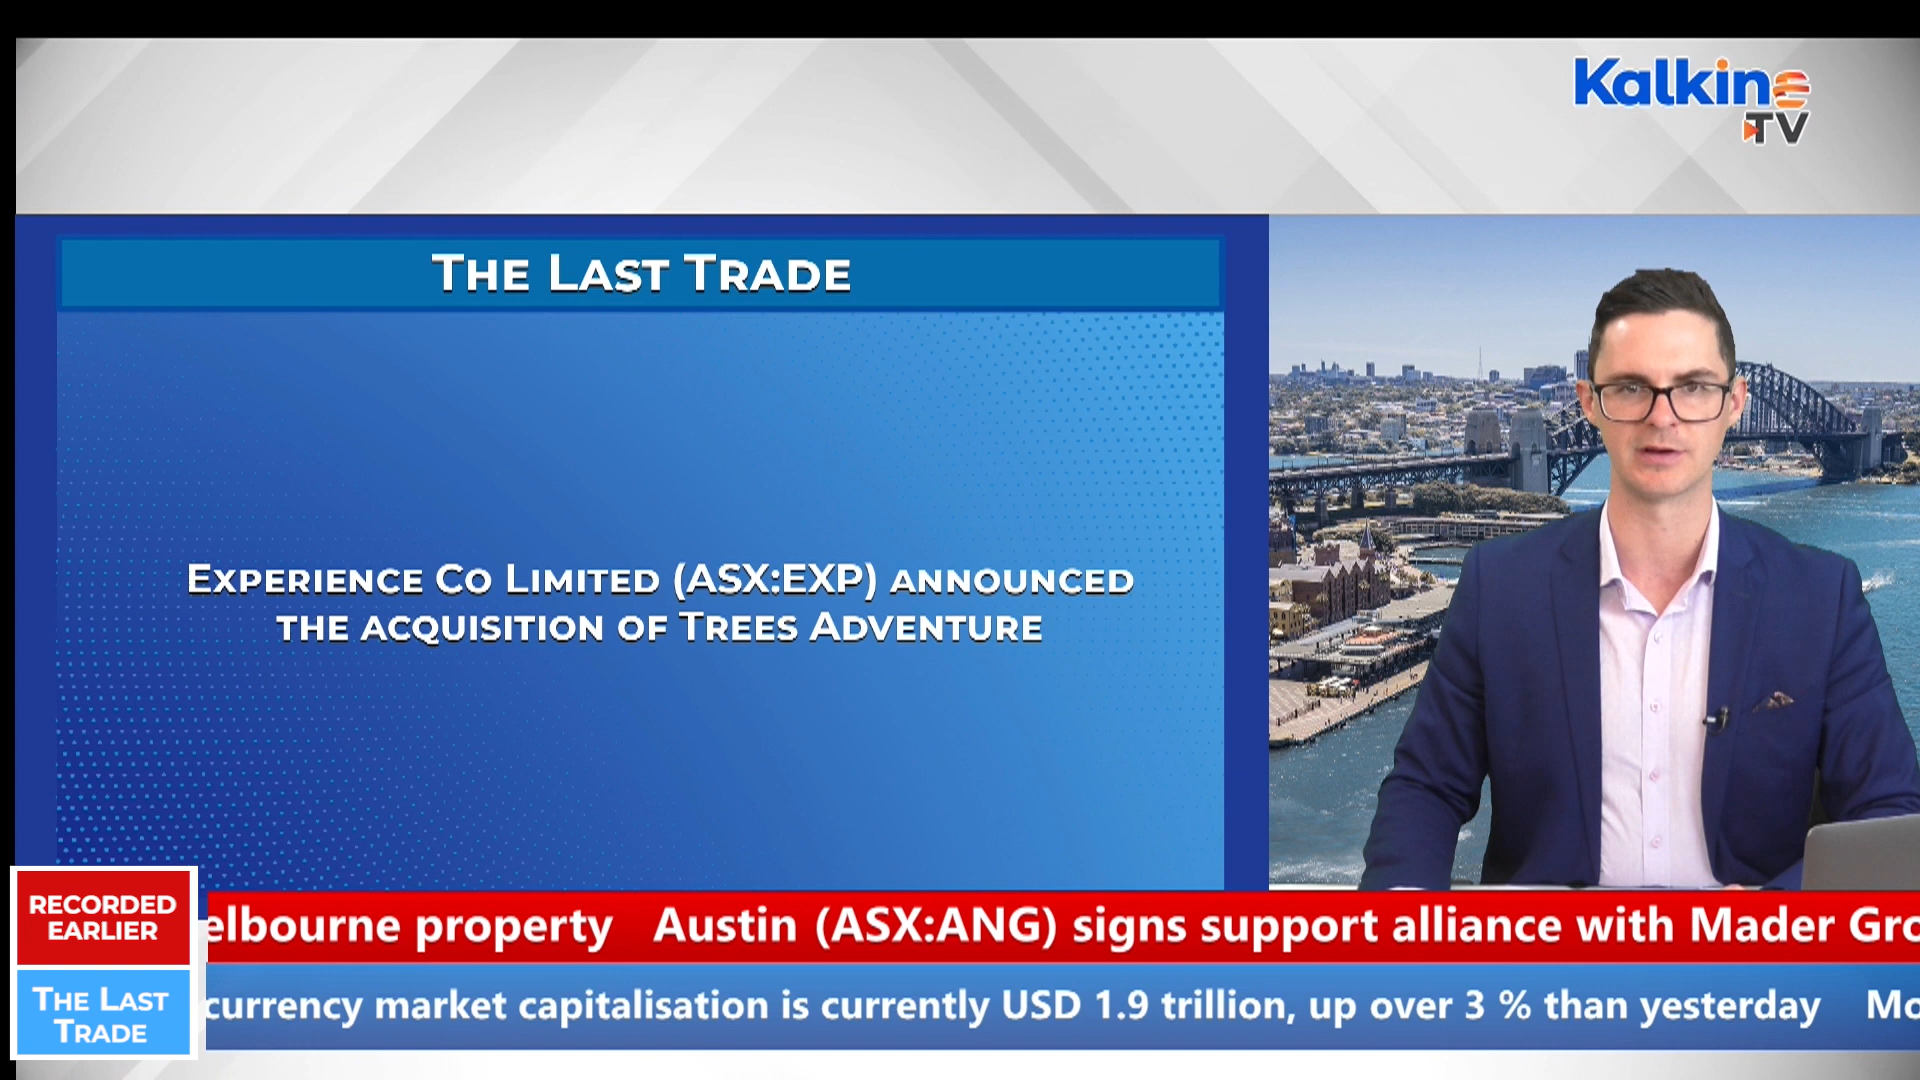 Kalkine
TV
The Last Trade
Experience Co Limited (ASX:EXP) announced
the acquisition of Trees Adventure
RECORDED
EARLIER
elbourne property Austin (ASX:ANG) signs support alliance with Mader Gro
The Last
Trade
currency market capitalisation is currently USD 1.9 trillion, up over 3 % than yesterday Mo